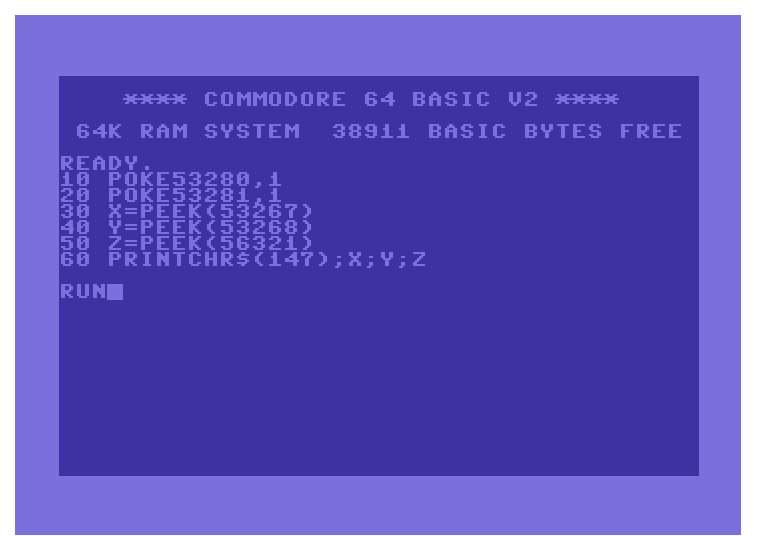 **** COMMODORE 64 BASIC V2 ****
64K RAM SYSTEM  38911 BASIC BYTES FREE
READY.
10 POKE53280,1
20 POKE53281,1
30 X=PEEK(53267)
40 Y=PEEK(53268)
50 Z=PEEK(56321)
60 PRINTCHR$(147);X;Y;Z
RUN